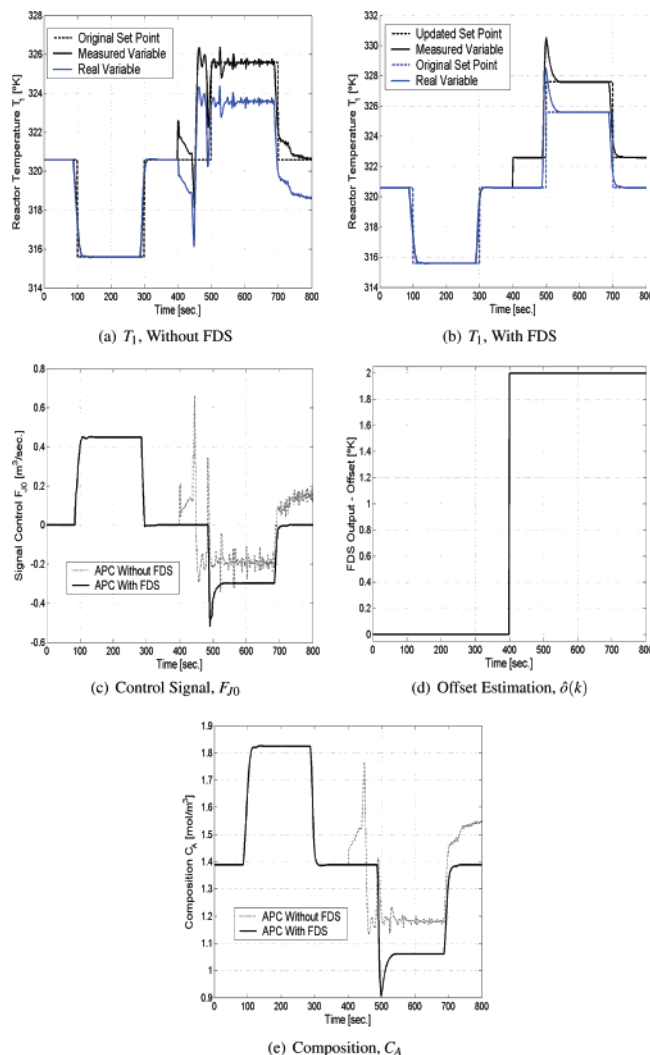 326
324
322
320
318
316
314
Reactor Temperature T₁ [°K]
Original Set Point
Measured Variable
Real Variable
0 100 200 300 400 500 600 700 800
Time [sec.]
(a) T₁, Without FDS
332
330
328
326
324
322
320
318
316
314
Reactor Temperature T₁ [°K]
Updated Set Point
Measured Variable
Original Set Point
Real Variable
0 100 200 300 400 500 600 700 800
Time [sec.]
(b) T₁, With FDS
0.8
0.6
0.4
0.2
0
-0.2
-0.4
-0.6
Signal Control F_J0 [m³/sec.]
APC Without FDS
APC With FDS
0 100 200 300 400 500 600 700 800
Time [sec.]
(c) Control Signal, F_J0
2
1.8
1.6
1.4
1.2
1
0.8
0.6
0.4
0.2
0
FDS Output - Offset [°K]
0 100 200 300 400 500 600 700 800
Time [sec.]
(d) Offset Estimation, ô(k)
1.9
1.8
1.7
1.6
1.5
1.4
1.3
1.2
1.1
1
0.9
Composition C_A [mol/m³]
APC Without FDS
APC With FDS
0 100 200 300 400 500 600 700 800
Time [sec.]
(e) Composition, C_A